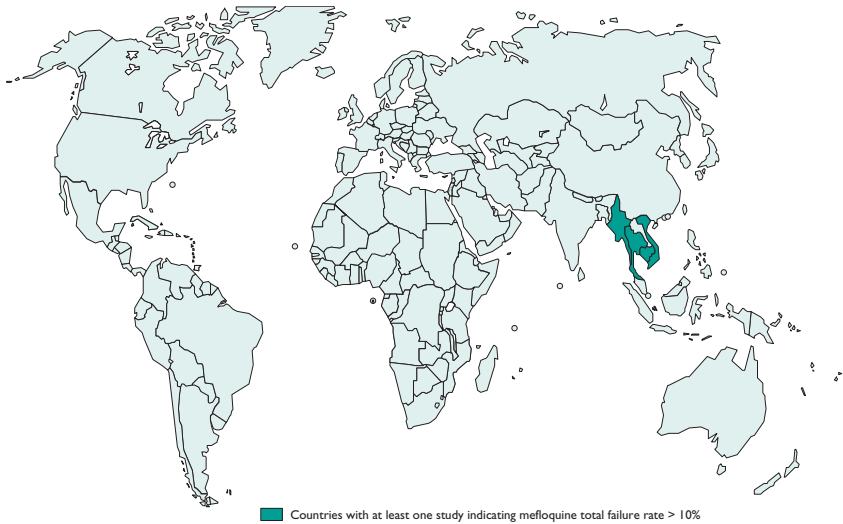 Countries with at least one study indicating mefloquine total failure rate > 10%